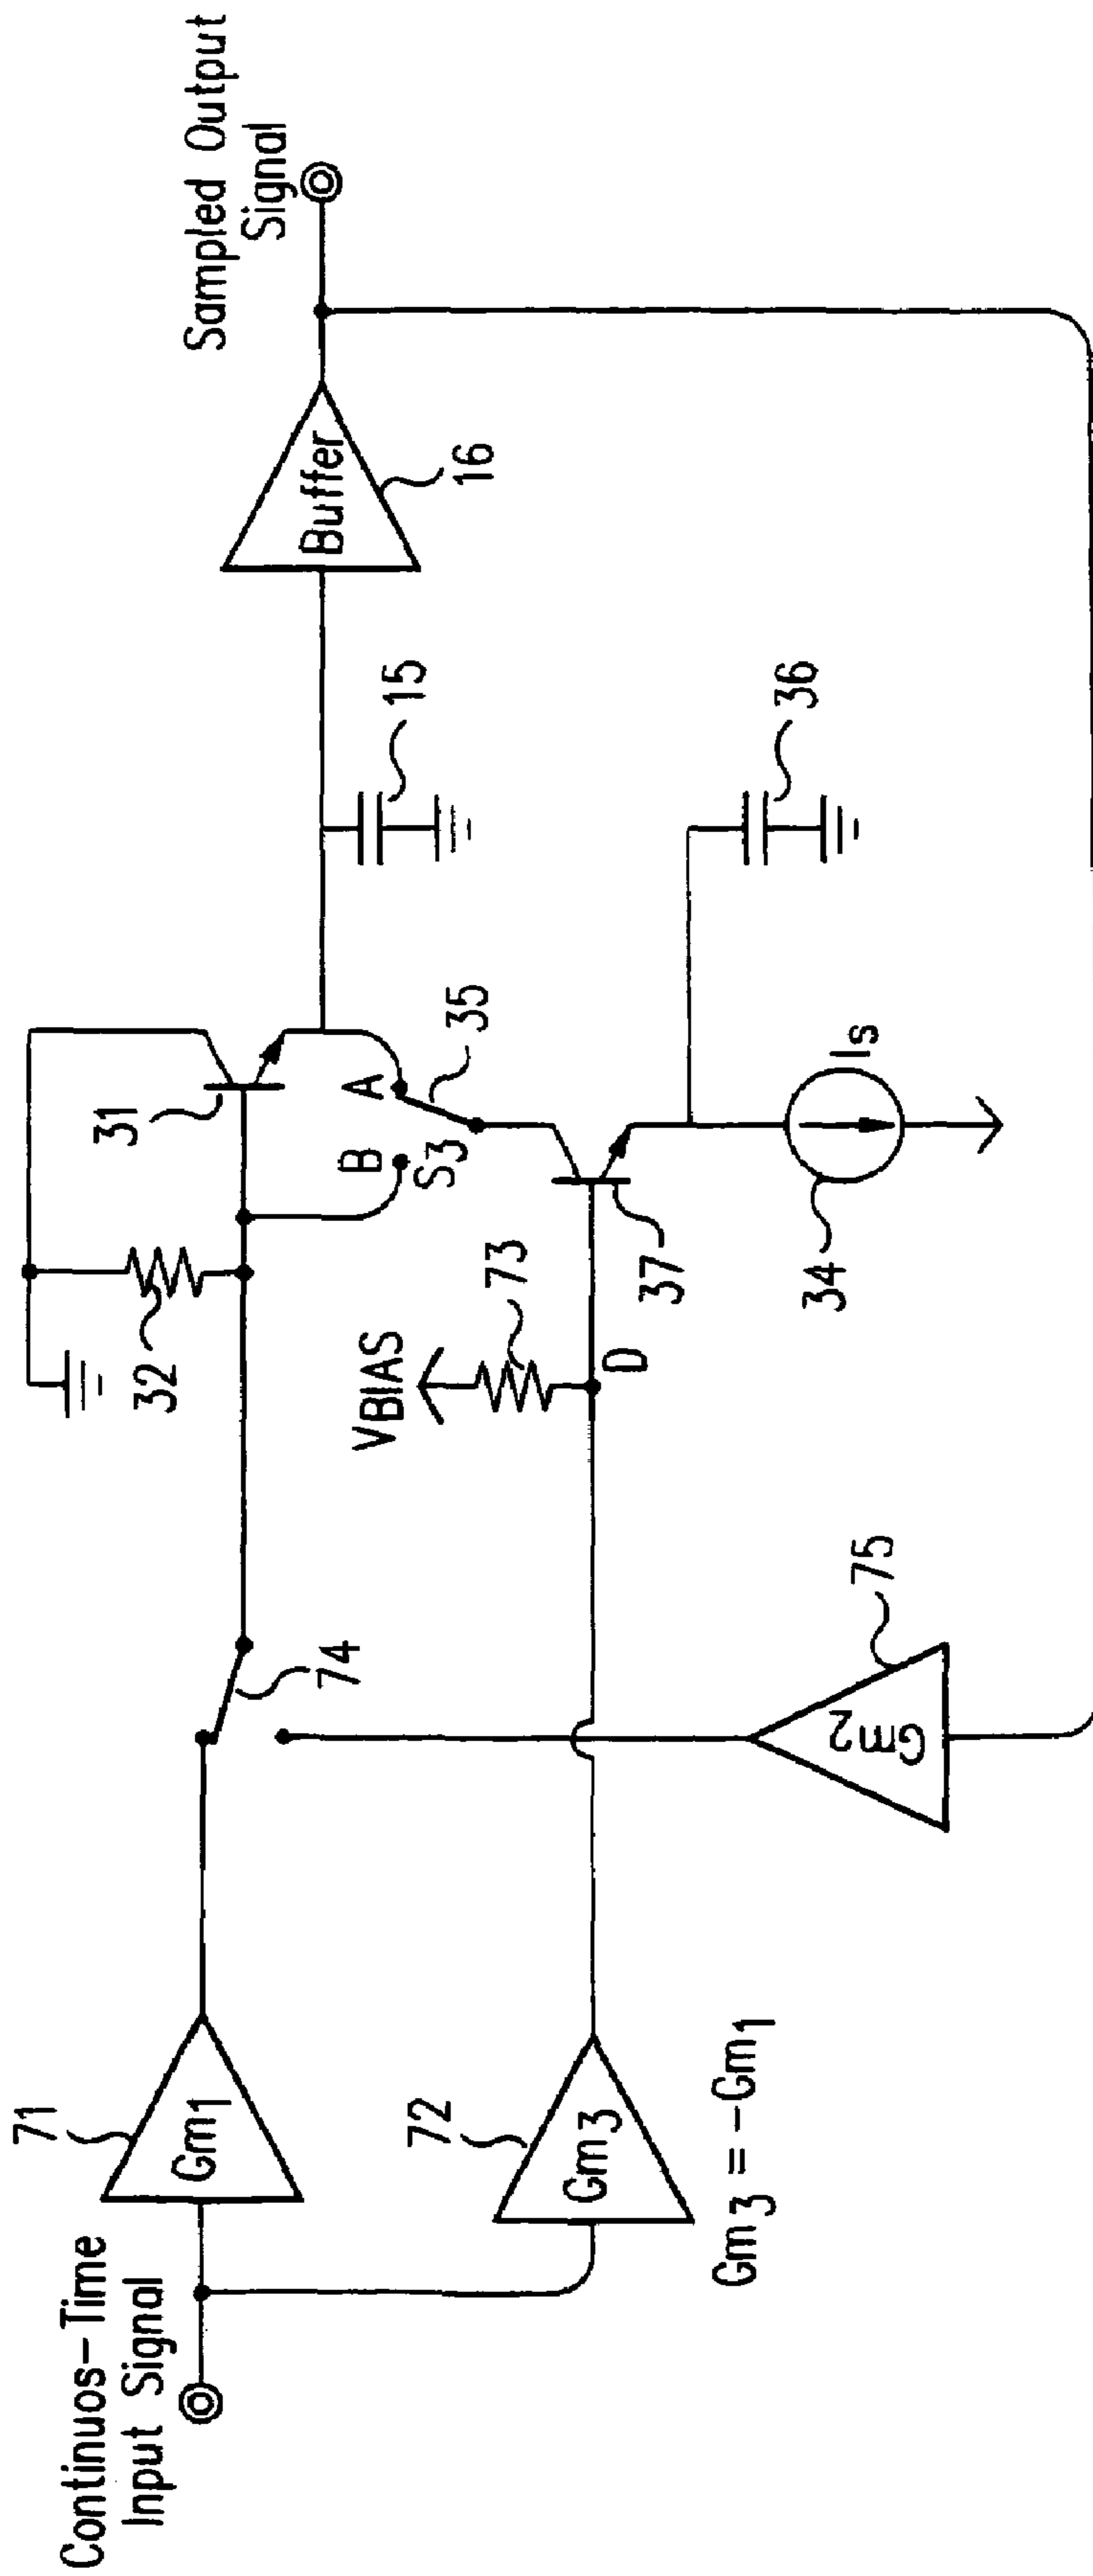 Continuos-Time
Input Signal
71
Gm1
72
Gm3
Gm3 = -Gm1
74
75
Gm2
32
VBIAS
73
D
31
B
A
S3
35
37
34
Is
15
36
Buffer
16
Sampled Output
Signal